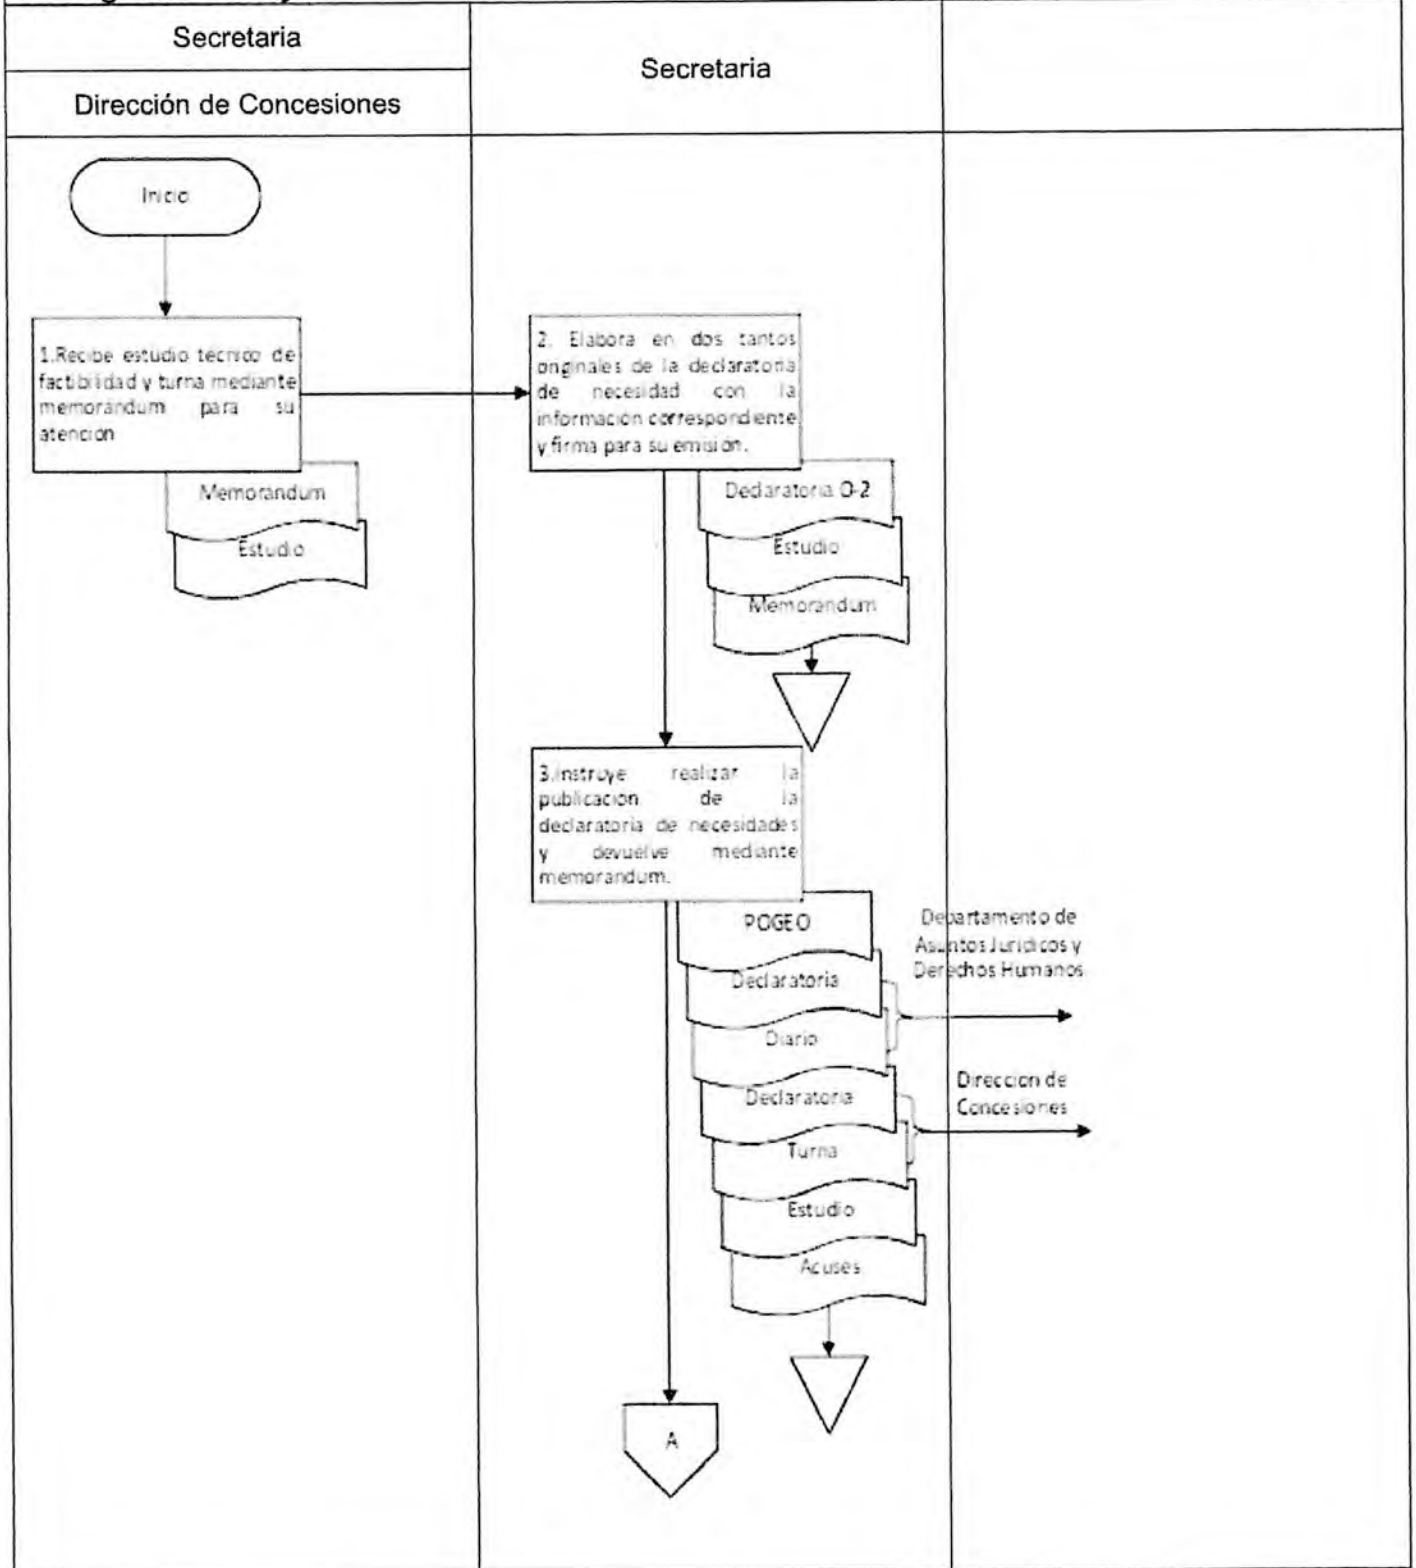 Secretaria
Dirección de Concesiones
Secretaria
Inicio
1.Recibe estudio técnico de
factibilidad y turna mediante
memorándum para su
atención
Memorandum
Estudio
2. Elabora en dos tantos
originales de la declaratoria
de necesidad con la
información correspondiente
y firma para su emisión.
Declaratoria O-2
Estudio
Memorandum
3.Instruye realizar la
publicación de la
declaratoria de necesidades
y devuelve mediante
memorandum.
POGEO
Declaratoria
Diario
Declaratoria
Turna
Estudio
Acuses
Departamento de
Asuntos Jurídicos y
Derechos Humanos
Dirección de
Concesiones
A